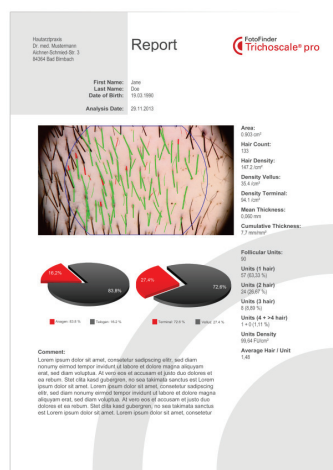 Hautarztpraxis
Dr. med. Mustermann
Aichner-Schmied-Str. 3
84364 Bad Birnbach
Report
FotoFinder
Trichoscale® pro
First Name: Jane
Last Name: Doe
Date of Birth: 19.03.1980
Analysis Date: 29.11.2013
Area:
0.903 cm²
Hair Count:
133
Hair Density:
147.2 /cm²
Density Vellus:
35,4 cm²
Density Terminal:
94.1 cm²
Mean Thickness:
0,060 mm
Cumulative Thickness:
7,7 mm/mm²
Follicular Units:
90
Units (1 hair)
57 (63,33 %)
Units (2 hair)
24 (26,67 %)
Units (3 hair)
8 (8,89 %)
Units (4 + >4 hair)
1 + 0 (1,11 %)
Units Density
99,64 FU/cm²
Average Hair / Unit
1,48
16,2%
83,8%
27,4%
72,6%
Comment:
Lorem ipsum dolor sit amet, consetetur sadipscing elitr, sed diam
nonumy eirmod tempor invidunt ut labore et dolore magna aliquyam
erat, sed diam voluptua. At vero eos et accusam et justo duo dolores et
ea rebum. Stet clita kasd gubergren, no sea takimata sanctus est Lorem
ipsum dolor sit amet. Lorem ipsum dolor sit amet, consetetur sadipscing
elitr, sed diam nonumy eirmod tempor invidunt ut labore et dolore magna
aliquyam erat, sed diam voluptua. At vero eos et accusam et justo duo
dolores et ea rebum. Stet clita kasd gubergren, no sea takimata sanctus
est Lorem ipsum dolor sit amet. Lorem ipsum dolor sit amet, consetetur